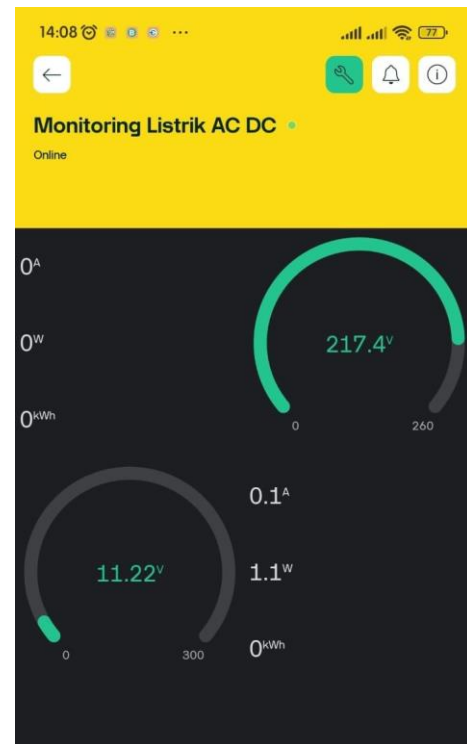 14:08
77
Monitoring Listrik AC DC
Online
0A
0W
217.4V
0kWh
0
260
0.1A
11.22V
1.1W
0
300
0kWh